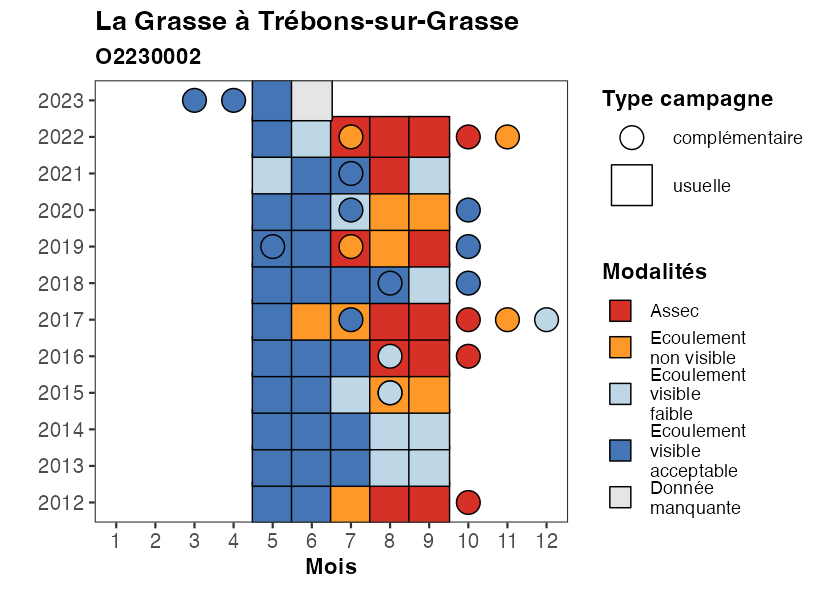 La Grasse à Trébons-sur-Grasse
O2230002
2023
2022
2021
2020
2019
2018
2017
2016
2015
2014
2013
2012
1 2 3 4 5 6 7 8 9 10 11 12
Mois
Type campagne
complémentaire
usuelle
Modalités
Assec
Ecoulement
non visible
Ecoulement
visible
faible
Ecoulement
visible
acceptable
Donnée
manquante